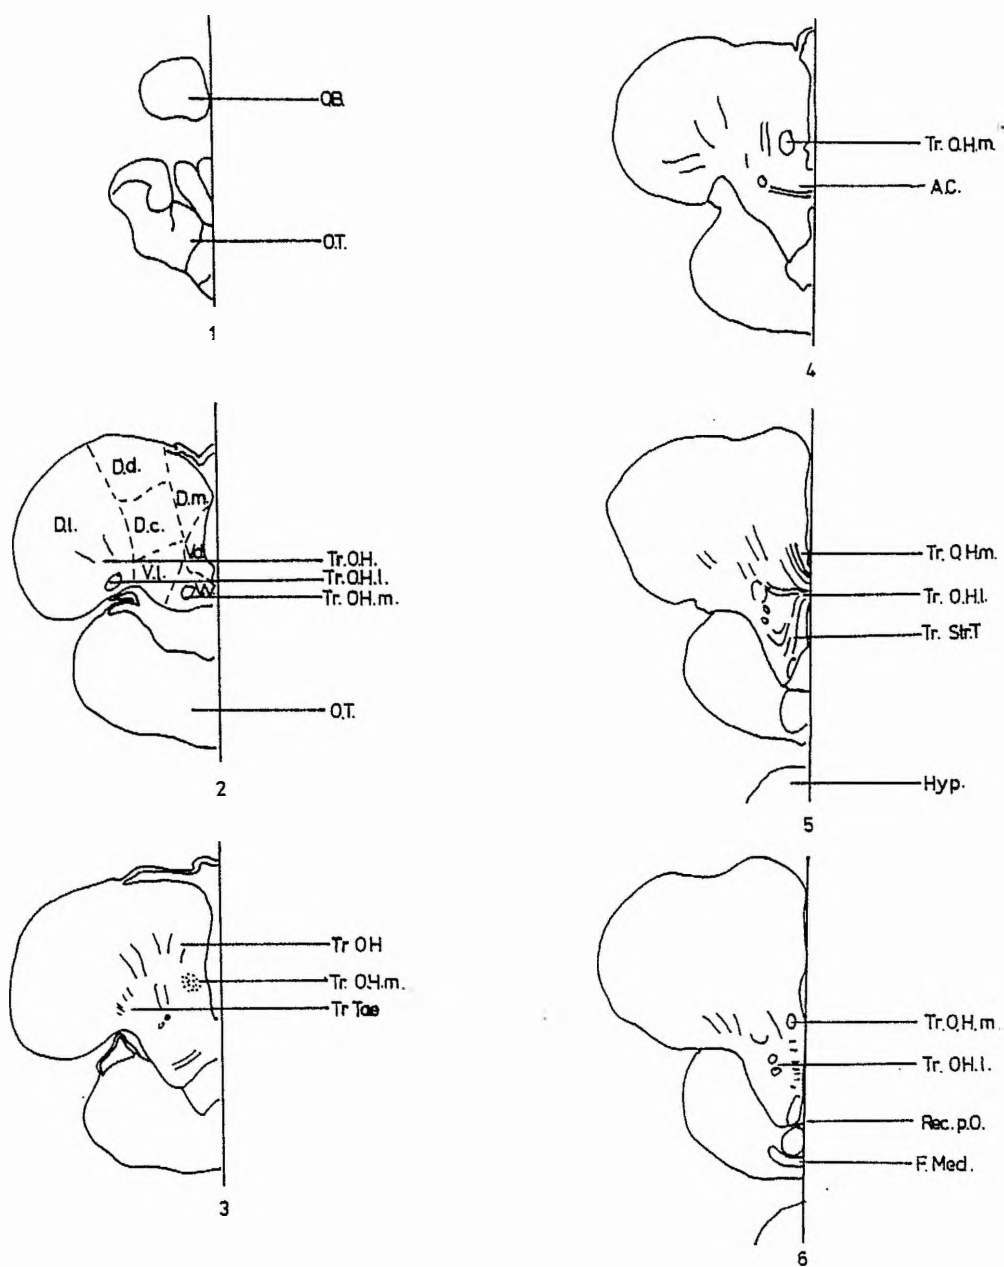 O.B.
O.T.
1
D.d.
D.m.
D.l.
D.c.
V.d.
V.l.
V.v.
Tr. O.H.
Tr. O.H.l.
Tr. O.H.m.
O.T.
2
Tr O.H
Tr. O.H.m.
Tr Tae
3
Tr. O.H.m.
A.C.
4
Tr. O.H.m.
Tr. O.H.l.
Tr. Str.T
Hyp.
5
Tr. O.H.m.
Tr. O.H.l.
Rec. p.O.
F. Med.
6